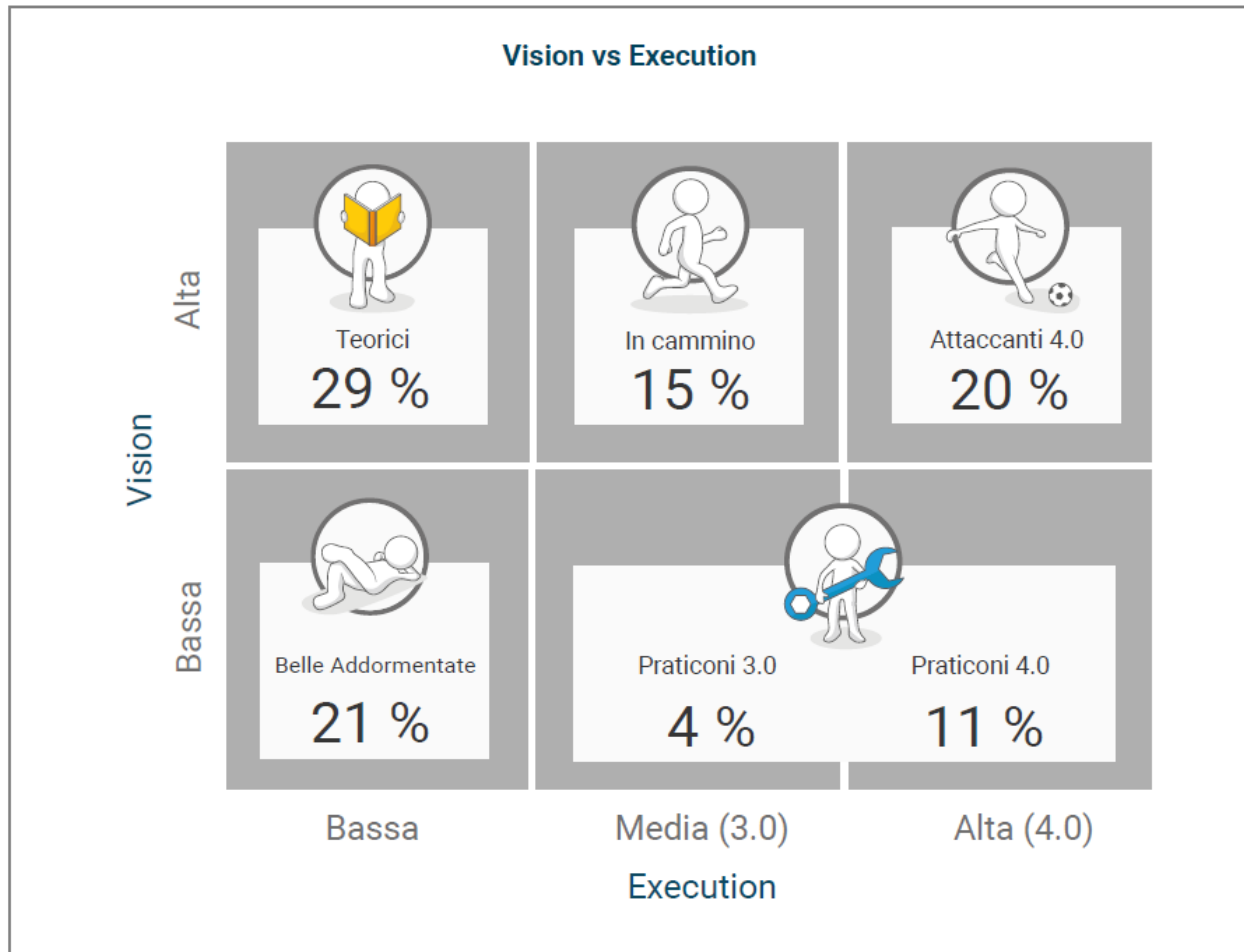 Vision vs Execution
Alta
Vision
Bassa
Teorici
29 %
In cammino
15 %
Attaccanti 4.0
20 %
Belle Addormentate
21 %
Praticoni 3.0
4 %
Praticoni 4.0
11 %
Bassa
Media (3.0)
Alta (4.0)
Execution